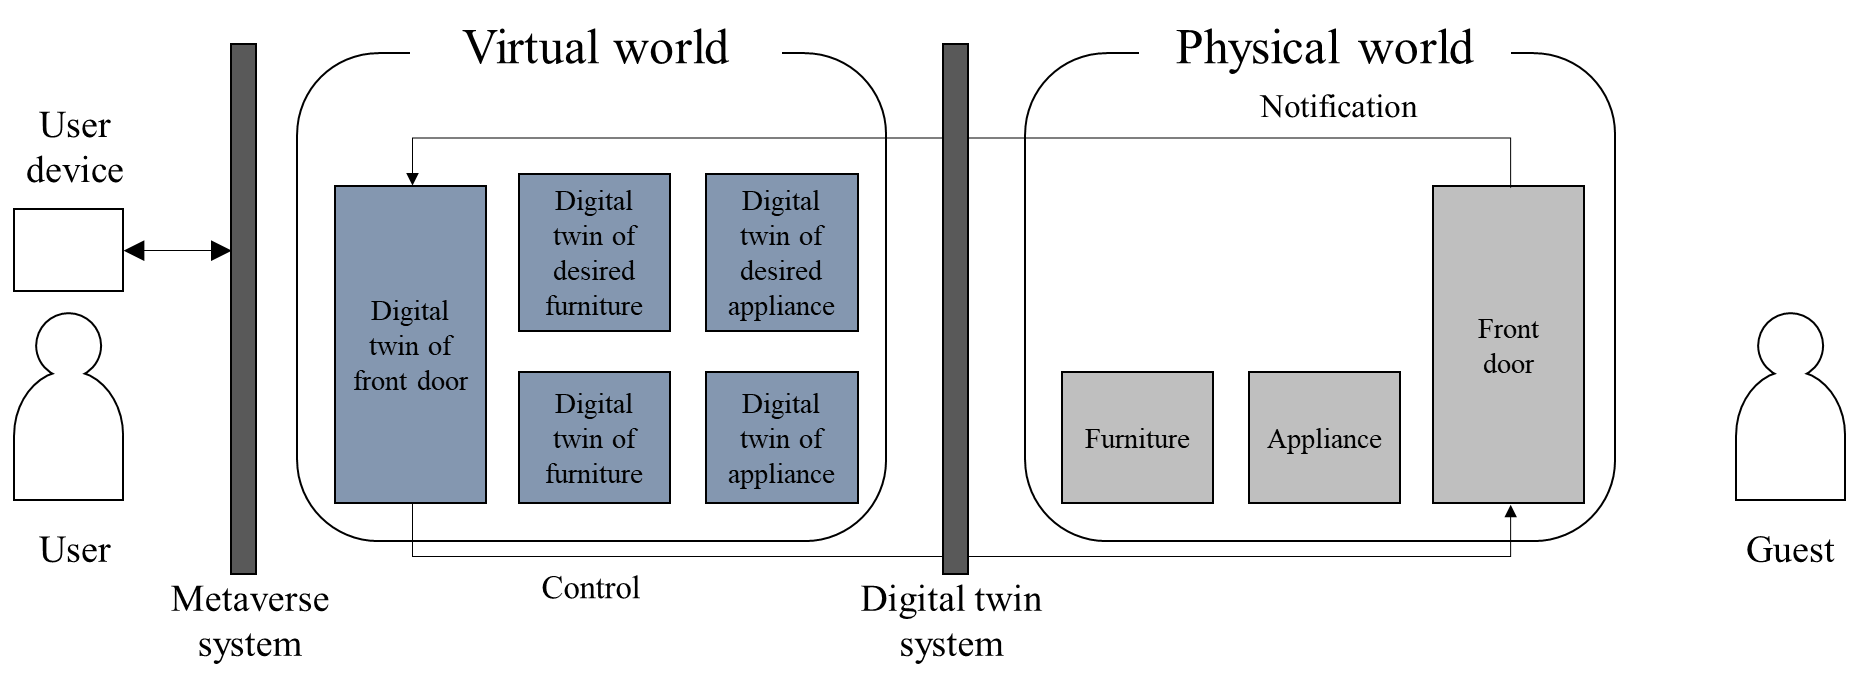 Virtual world
Physical world
Notification
User
device
Digital
twin of
desired
furniture
Digital
twin of
desired
appliance
Digital
twin of
front door
Front
door
Digital
twin of
furniture
Digital
twin of
appliance
Furniture
Appliance
User
Guest
Control
Metaverse
system
Digital twin
system